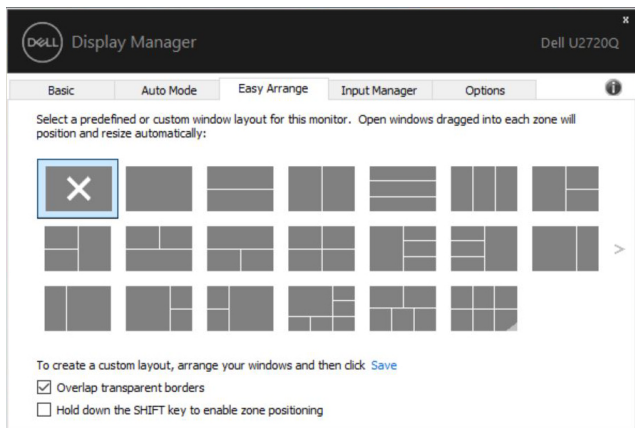 x
DELL Display Manager
Dell U2720Q
Basic Auto Mode Easy Arrange Input Manager Options
Select a predefined or custom window layout for this monitor. Open windows dragged into each zone will
position and resize automatically:
>
To create a custom layout, arrange your windows and then click Save
Overlap transparent borders
Hold down the SHIFT key to enable zone positioning